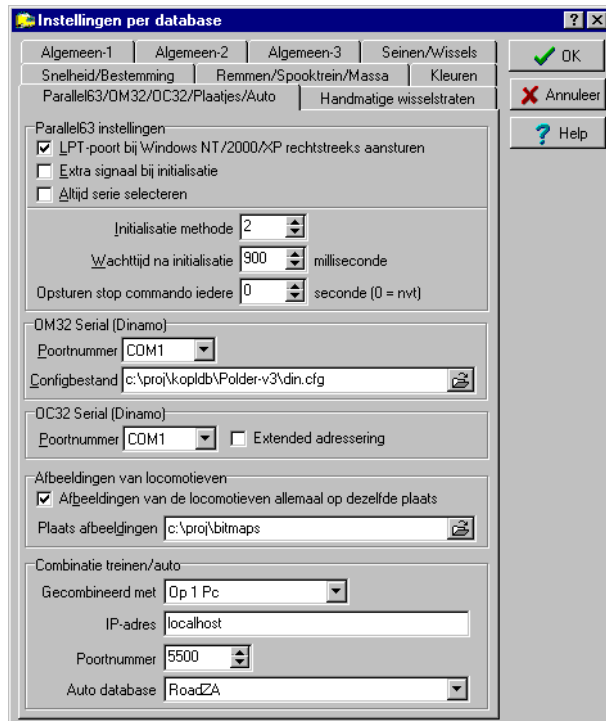 Instellingen per database
Algemeen-1 Algemeen-2 Algemeen-3 Seinen/Wissels
Snelheid/Bestemming Remmen/Spooktrein/Massa Kleuren
Parallel63/OM32/OC32/Plaatjes/Auto Handmatige wisselstraten
OK
Annuleer
Help
Parallel63 instellingen
LPT-poort bij Windows NT/2000/XP rechtstreeks aansturen
Extra signaal bij initialisatie
Altijd serie selecteren
Initialisatie methode 2
Wachttijd na initialisatie 900 milliseconde
Opsturen stop commando iedere 0 seconde (0 = nvt)
OM32 Serial (Dinamo)
Poortnummer COM1
Configbestand c:\proj\kopldb\Polder-v3\din.cfg
OC32 Serial (Dinamo)
Poortnummer COM1 Extended adressering
Afbeeldingen van locomotieven
Afbeeldingen van de locomotieven allemaal op dezelfde plaats
Plaats afbeeldingen c:\proj\bitmaps
Combinatie treinen/auto
Gecombineerd met Op 1 Pc
IP-adres localhost
Poortnummer 5500
Auto database RoadZA